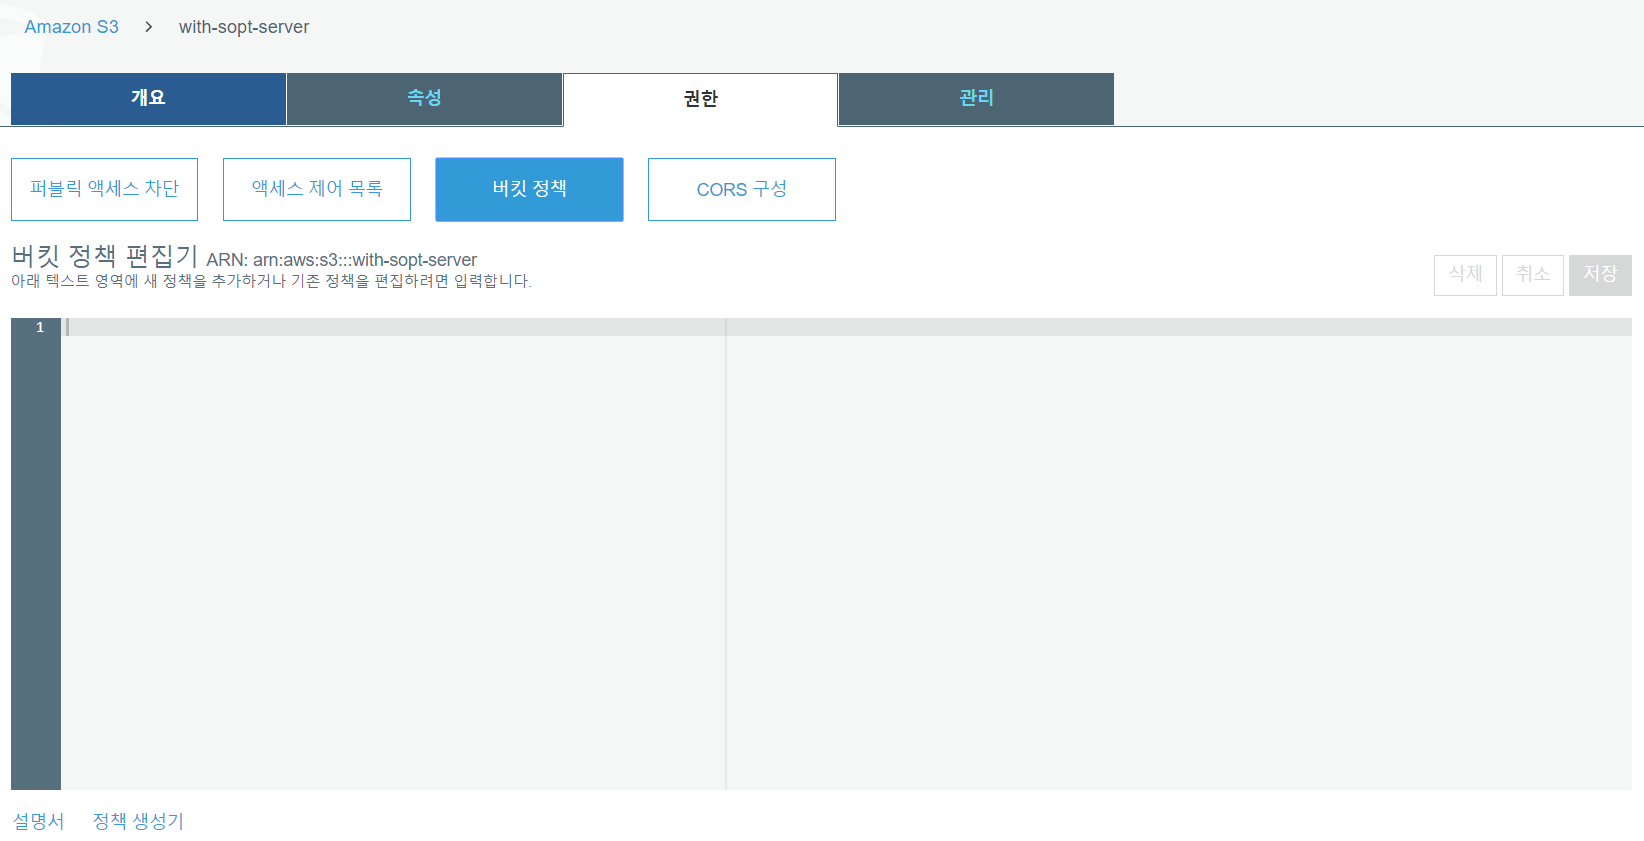 Amazon S3 > with-sopt-server
개요 속성 권한 관리
퍼블릭 액세스 차단 액세스 제어 목록 버킷 정책 CORS 구성
버킷 정책 편집기 ARN: arn:aws:s3:::with-sopt-server
아래 텍스트 영역에 새 정책을 추가하거나 기존 정책을 편집하려면 입력합니다.
삭제 취소 저장
1
설명서 정책 생성기